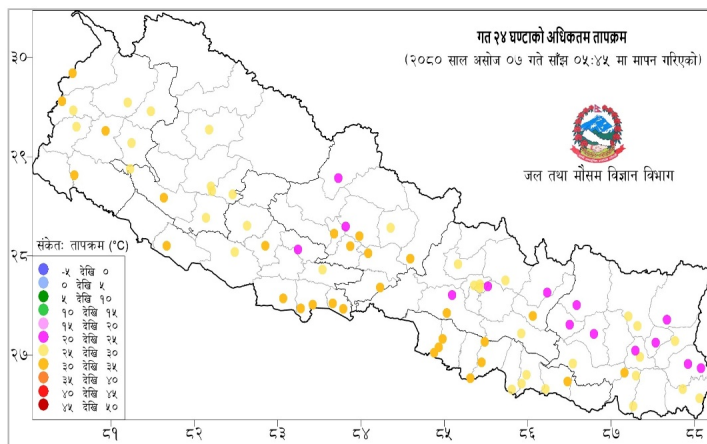 गत २४ घण्टाको अधिकतम तापक्रम
(२०८० साल असोज ०७ गते साँझ ०५:४५ मा मापन गरिएको)
जल तथा मौसम विज्ञान विभाग
३०
२९
२८
२७
संकेतः तापक्रम (°C)
-५ देखि ०
० देखि ५
५ देखि १०
१० देखि १५
१५ देखि २०
२० देखि २५
२५ देखि ३०
३० देखि ३५
३५ देखि ४०
४० देखि ४५
४५ देखि ५०
८१ ८२ ८३ ८४ ८५ ८६ ८७ ८८